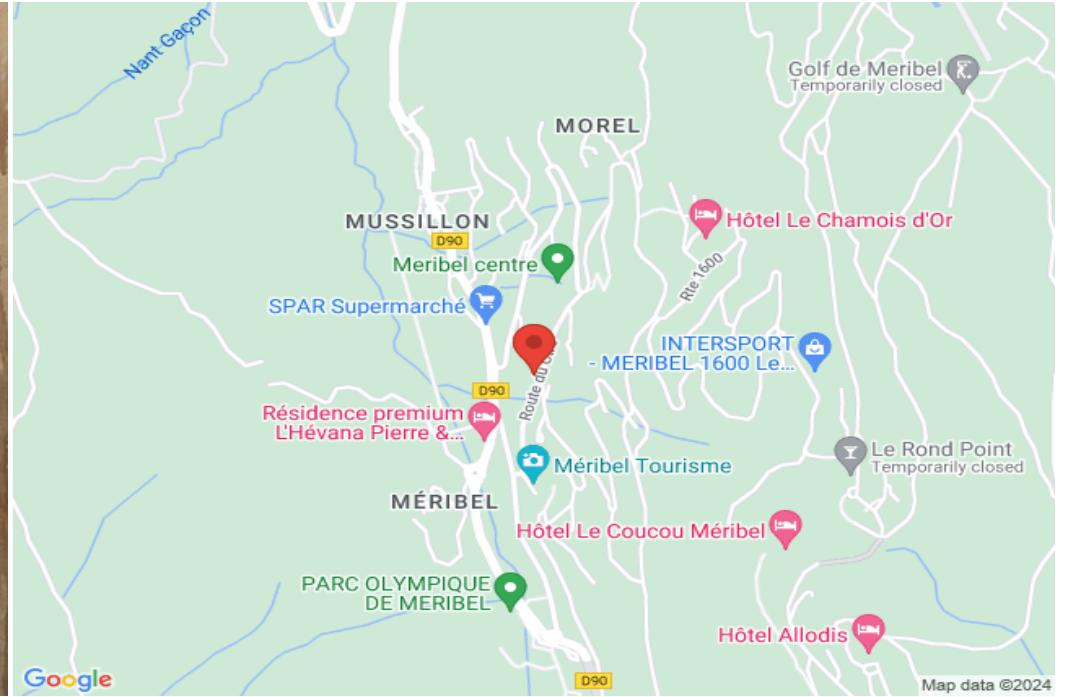 Nant Gaçon
Golf de Meribel
Temporarily closed
MOREL
MUSSILLON
D90
Hôtel Le Chamois d'Or
Meribel centre
Rte 1600
SPAR Supermarché
INTERSPORT
- MERIBEL 1600 Le...
Route du
D90
Résidence premium
L'Hévana Pierre &...
Le Rond Point
Temporarily closed
Méribel Tourisme
MÉRIBEL
Hôtel Le Coucou Méribel
PARC OLYMPIQUE
DE MERIBEL
Hôtel Allodis
D90
Google
Map data ©2024